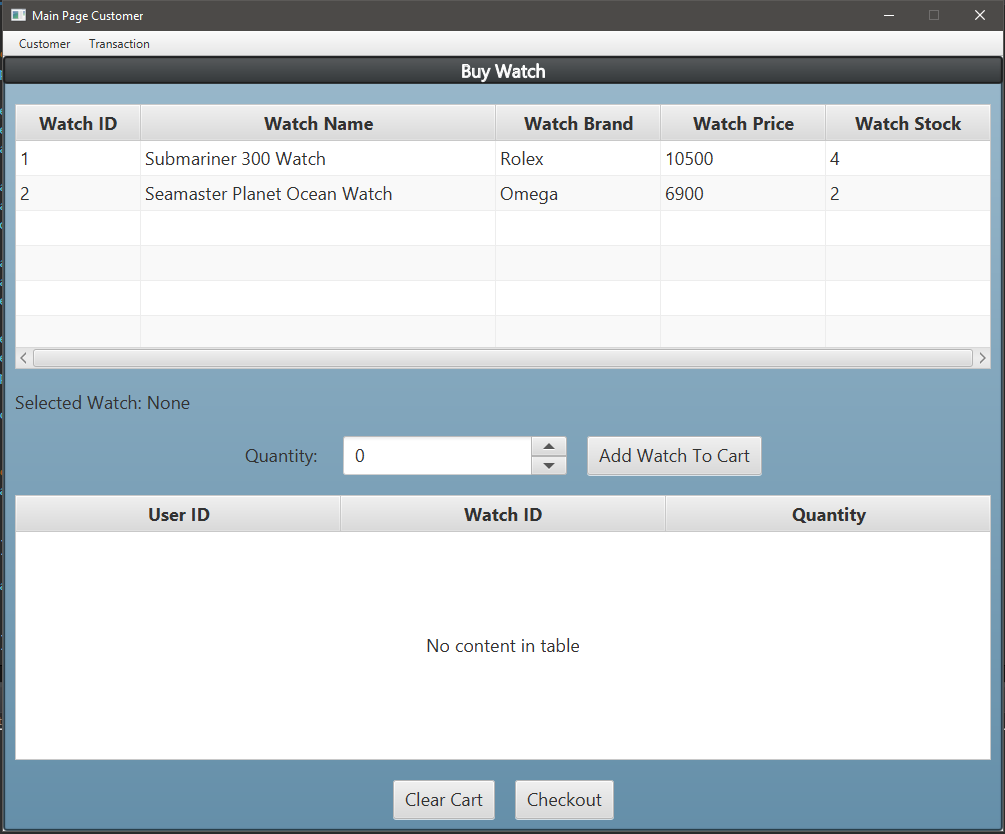 Main Page Customer
Customer Transaction
Buy Watch
Watch ID Watch Name Watch Brand Watch Price Watch Stock
1 Submariner 300 Watch Rolex 10500 4
2 Seamaster Planet Ocean Watch Omega 6900 2
Selected Watch: None
Quantity: 0 Add Watch To Cart
User ID Watch ID Quantity
No content in table
Clear Cart Checkout